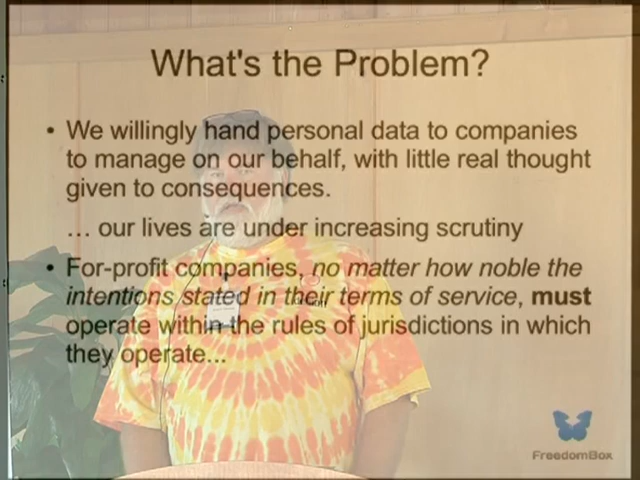 What's the Problem?
• We willingly hand personal data to companies
to manage on our behalf, with little real thought
given to consequences.
… our lives are under increasing scrutiny
• For-profit companies, no matter how noble the
intentions stated in their terms of service, must
operate within the rules of jurisdictions in which
they operate...
FreedomBox